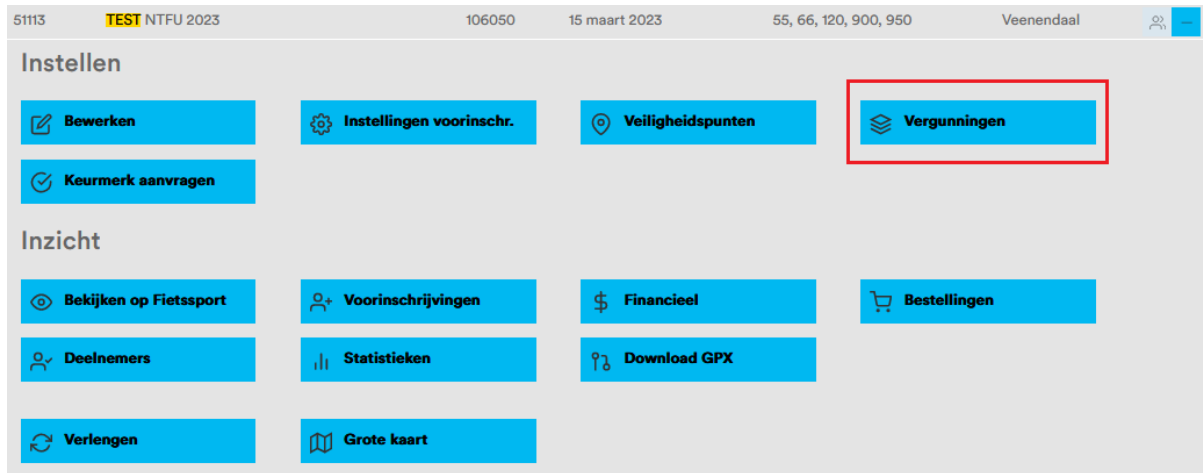 51113 TEST NTFU 2023 106050 15 maart 2023 55, 66, 120, 900, 950 Veenendaal
Instellen
Bewerken Instellingen voorinschr. Veiligheidspunten Vergunningen
Keurmerk aanvragen
Inzicht
Bekijken op Fietssport Voorinschrijvingen Financieel Bestellingen
Deelnemers Statistieken Download GPX
Verlengen Grote kaart